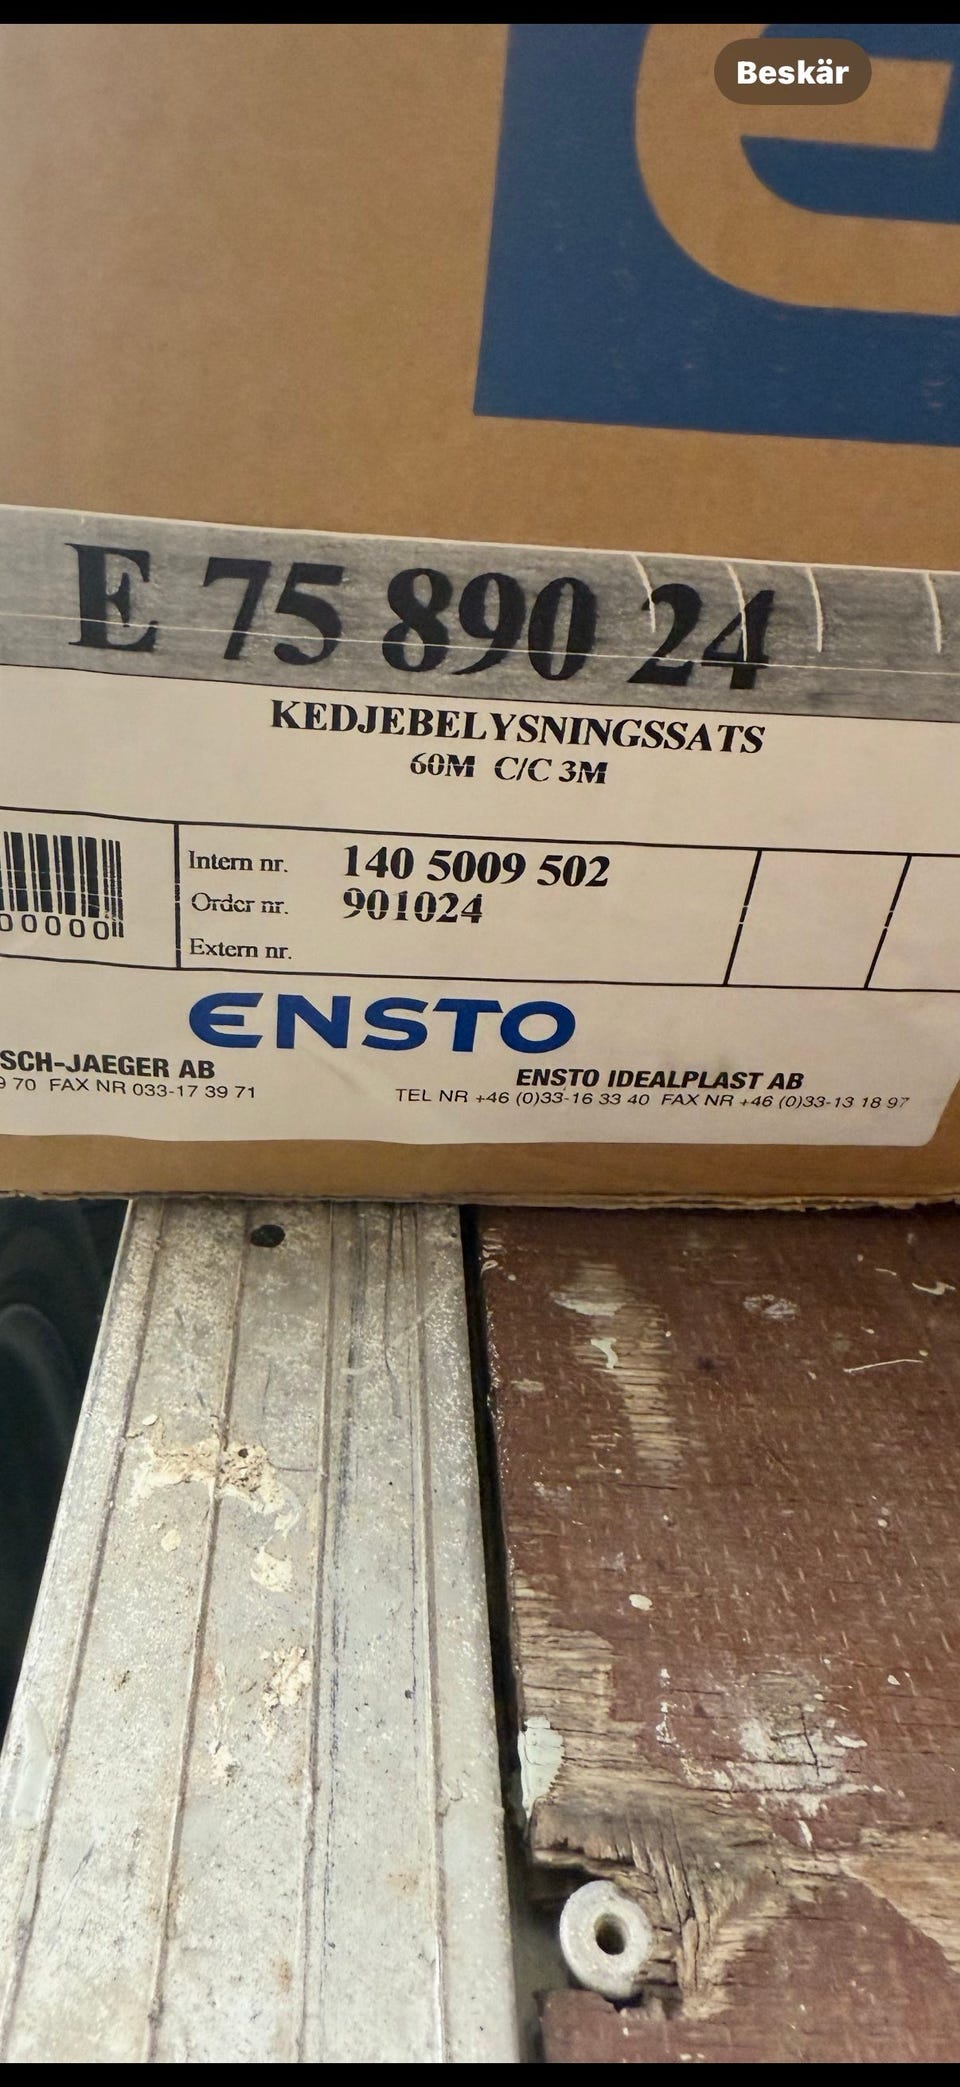 Beskär
E 75 890 24
KEDJEBELYSNINGSSATS
60M C/C 3M
Intern nr. 140 5009 502
Order nr. 901024
Extern nr.
ENSTO
SCH-JAEGER AB
9 70 FAX NR 033-17 39 71
ENSTO IDEALPLAST AB
TEL NR +46 (0)33-16 33 40 FAX NR +46 (0)33-13 18 97